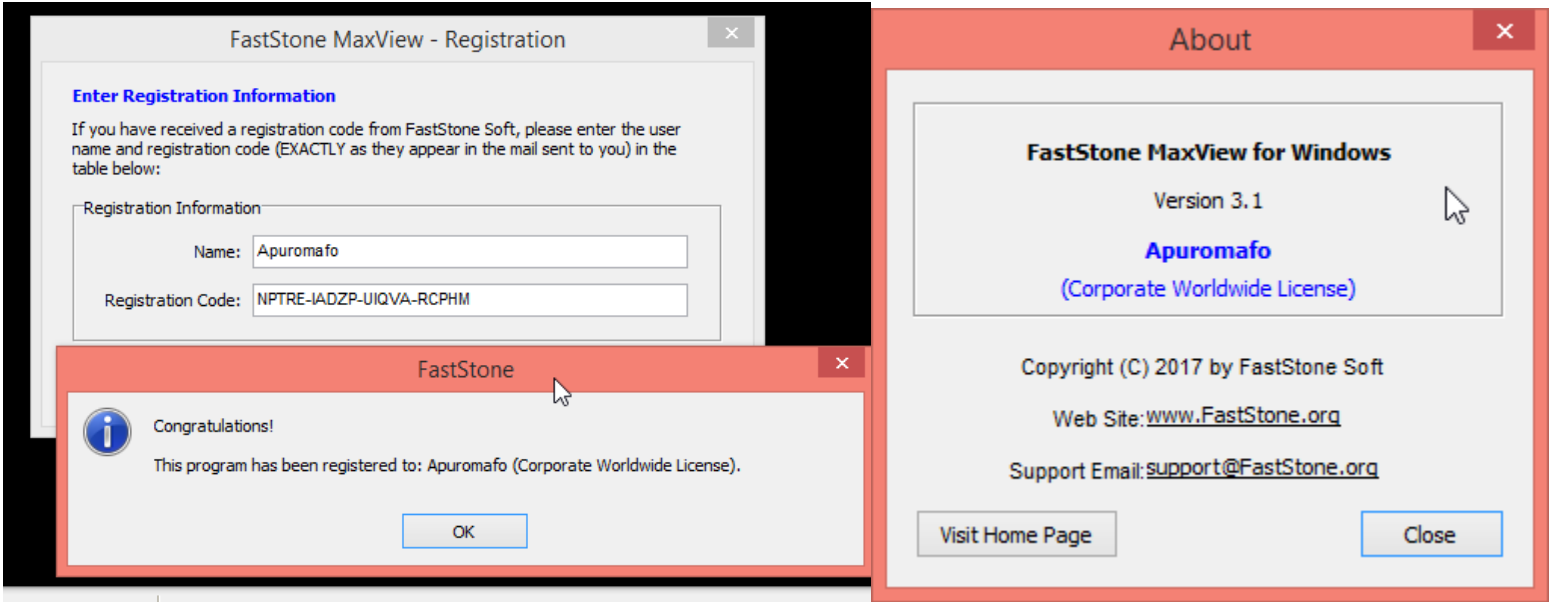 FastStone MaxView - Registration
Enter Registration Information
If you have received a registration code from FastStone Soft, please enter the user
name and registration code (EXACTLY as they appear in the mail sent to you) in the
table below:
Registration Information
Name: Apuromafo
Registration Code: NPTRE-IADZP-UIQVA-RCPHM
FastStone
Congratulations!
This program has been registered to: Apuromafo (Corporate Worldwide License).
OK
About
FastStone MaxView for Windows
Version 3.1
Apuromafo
(Corporate Worldwide License)
Copyright (C) 2017 by FastStone Soft
Web Site: www.FastStone.org
Support Email: support@FastStone.org
Visit Home Page
Close